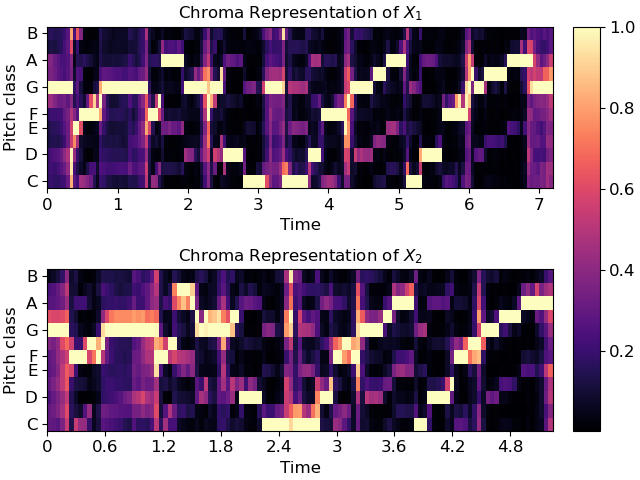 Chroma Representation of X₁
B
A
G
F
E
D
C
Pitch class
0 1 2 3 4 5 6 7
Time
Chroma Representation of X₂
B
A
G
F
E
D
C
Pitch class
0 0.6 1.2 1.8 2.4 3 3.6 4.2 4.8
Time
1.0
0.8
0.6
0.4
0.2